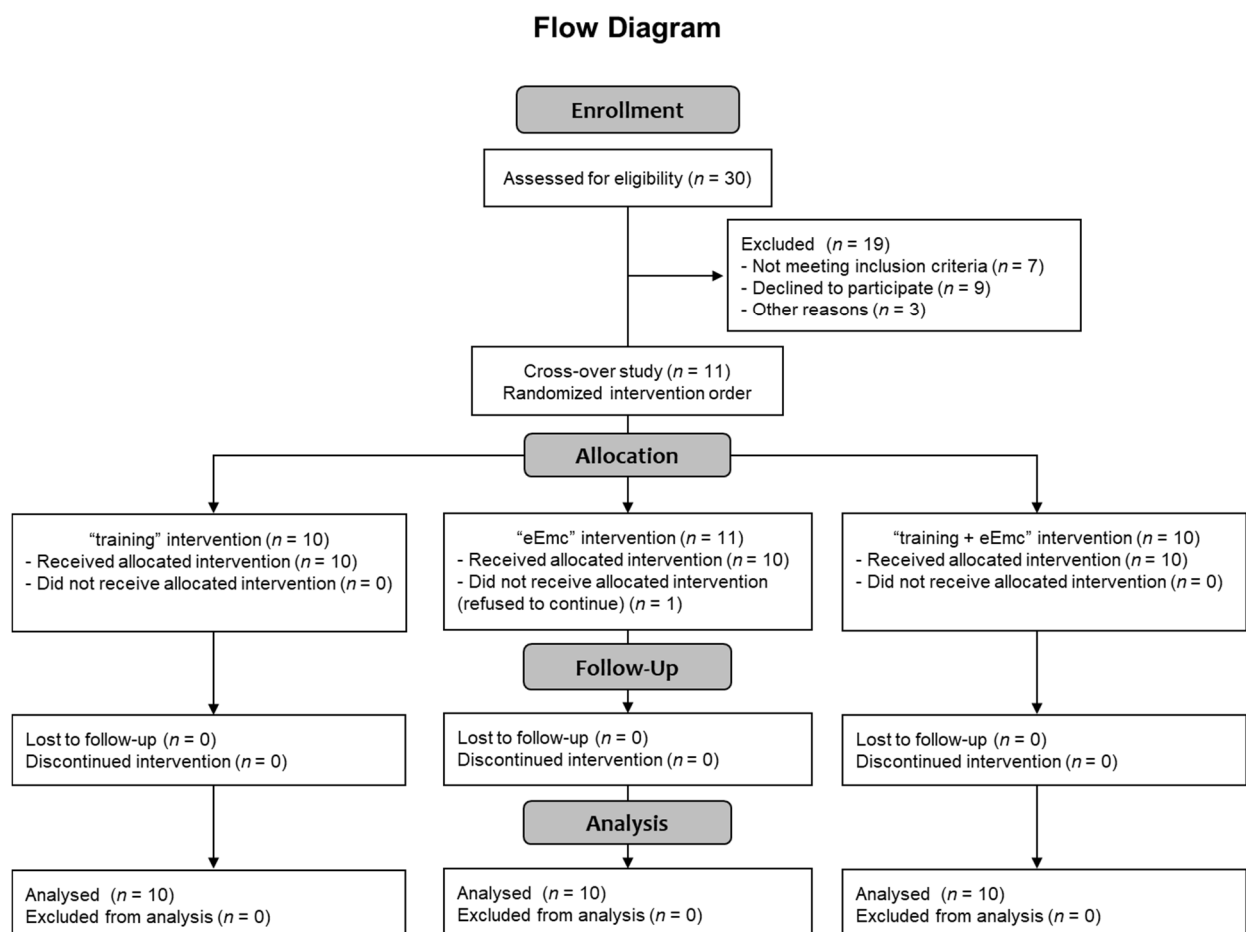 Flow Diagram
Enrollment
Assessed for eligibility (n = 30)
Excluded (n = 19)
- Not meeting inclusion criteria (n = 7)
- Declined to participate (n = 9)
- Other reasons (n = 3)
Cross-over study (n = 11)
Randomized intervention order
Allocation
“training” intervention (n = 10)
- Received allocated intervention (n = 10)
- Did not receive allocated intervention (n = 0)
“eEmc” intervention (n = 11)
- Received allocated intervention (n = 10)
- Did not receive allocated intervention
(refused to continue) (n = 1)
“training + eEmc” intervention (n = 10)
- Received allocated intervention (n = 10)
- Did not receive allocated intervention (n = 0)
Follow-Up
Lost to follow-up (n = 0)
Discontinued intervention (n = 0)
Lost to follow-up (n = 0)
Discontinued intervention (n = 0)
Lost to follow-up (n = 0)
Discontinued intervention (n = 0)
Analysis
Analysed (n = 10)
Excluded from analysis (n = 0)
Analysed (n = 10)
Excluded from analysis (n = 0)
Analysed (n = 10)
Excluded from analysis (n = 0)